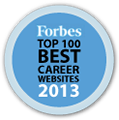 Forbes
TOP 100
BEST
CAREER
WEBSITES
2013